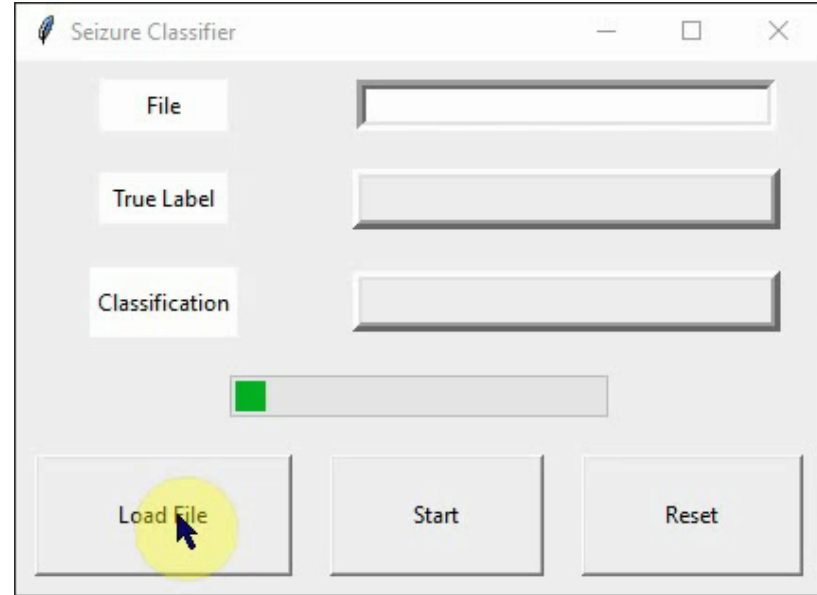 Seizure Classifier
File
True Label
Classification
Load File
Start
Reset